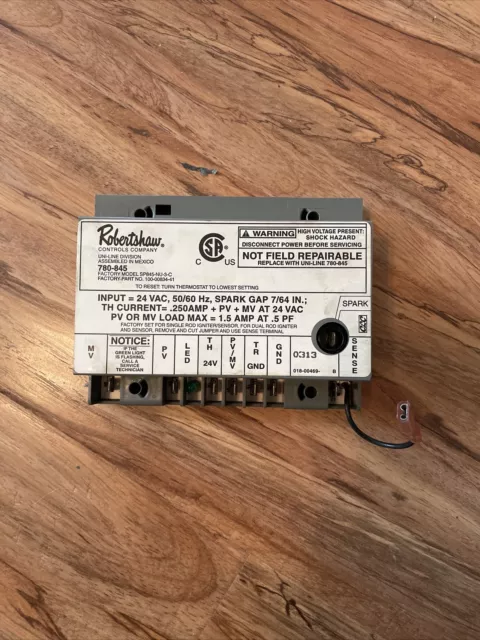 Robertshaw
CONTROLS COMPANY
UNI-LINE DIVISION
ASSEMBLED IN MEXICO
780-845
FACTORY MODEL SP845-NU-3-C
FACTORY-PART NO. 100-00834-41
SA
C US
WARNING HIGH VOLTAGE PRESENT:
SHOCK HAZARD
DISCONNECT POWER BEFORE SERVICING
NOT FIELD REPAIRABLE
REPLACE WITH UNI-LINE 780-845
TO RESET: TURN THERMOSTAT TO LOWEST SETTING
INPUT = 24 VAC, 50/60 Hz, SPARK GAP 7/64 IN.;
TH CURRENT= .250AMP + PV + MV AT 24 VAC
PV OR MV LOAD MAX = 1.5 AMP AT .5 PF
FACTORY SET FOR SINGLE ROD IGNITER/SENSOR. FOR DUAL ROD IGNITER
AND SENSOR, REMOVE AND CUT JUMPER AND USE SENSE TERMINAL
SPARK
MV
NOTICE:
IF THE
GREEN LIGHT
IS FLASHING,
CALL A
SERVICE
TECHNICIAN
PV
LED
TH
24V
PV/MV
TR
GND
GND
0313
018-00469- B
SENSE